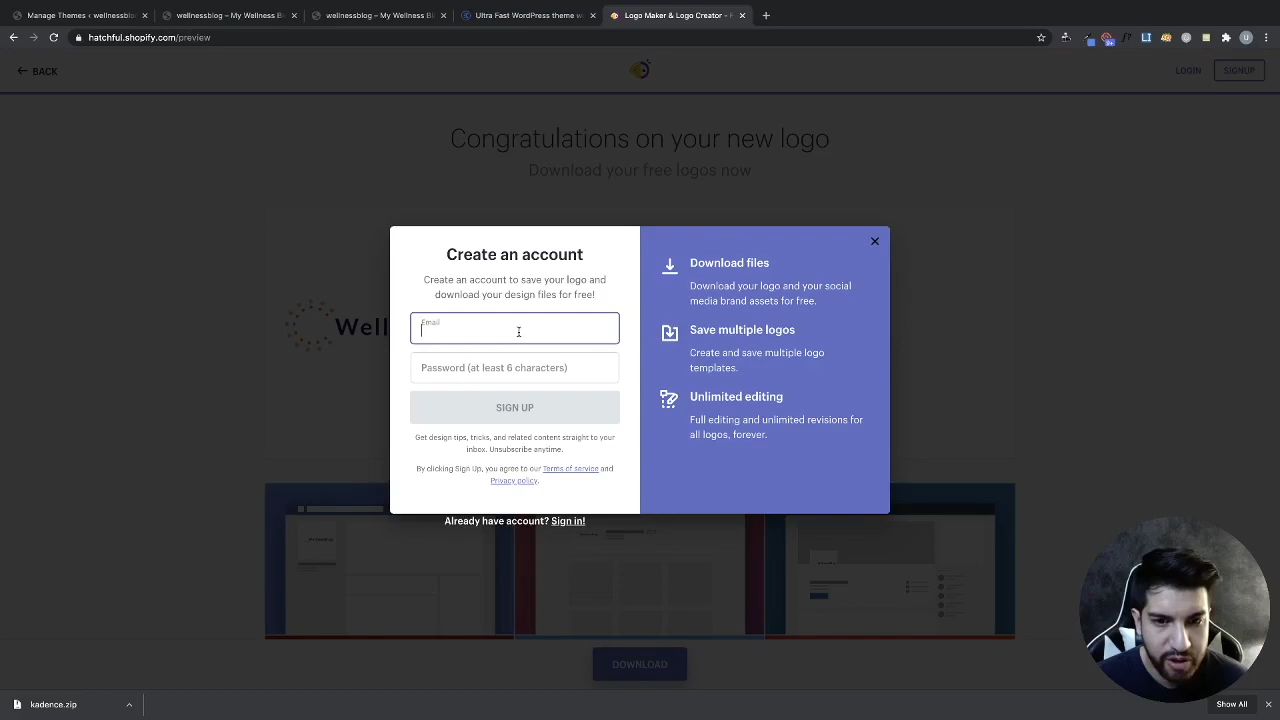 Manage Themes ‹ wellnessblog
wellnessblog – My Wellness B
wellnessblog – My Wellness Bl
Ultra Fast WordPress theme w
Logo Maker & Logo Creator – F
hatchful.shopify.com/preview
BACK
LOGIN
SIGNUP
Congratulations on your new logo
Download your free logos now
Create an account
Create an account to save your logo and
download your design files for free!
Email
Password (at least 6 characters)
SIGN UP
Get design tips, tricks, and related content straight to your
inbox. Unsubscribe anytime.
By clicking Sign Up, you agree to our Terms of service and
Privacy policy.
Already have account? Sign in!
Download files
Download your logo and your social
media brand assets for free.
Save multiple logos
Create and save multiple logo
templates.
Unlimited editing
Full editing and unlimited revisions for
all logos, forever.
Well
DOWNLOAD
kadence.zip
Show All